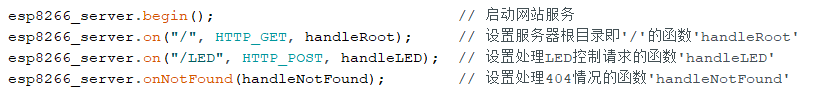 esp8266_server.begin(); // 启动网站服务
esp8266_server.on("/", HTTP_GET, handleRoot); // 设置服务器根目录即'/'的函数'handleRoot'
esp8266_server.on("/LED", HTTP_POST, handleLED); // 设置处理LED控制请求的函数'handleLED'
esp8266_server.onNotFound(handleNotFound); // 设置处理404情况的函数'handleNotFound'